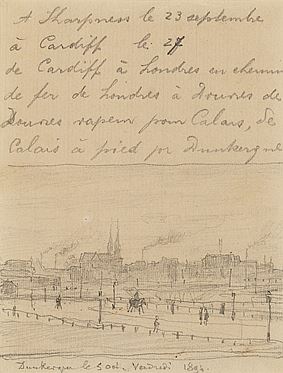 A Sharpness le 23 septembre
à Cardiff le 27
de Cardiff à Londres en chemin
de fer de Londres à Douvres de
Douvres vapeur pour Calais, de
Calais à pied pr Dunkerque
Dunkerque le 5 oct. Vendredi